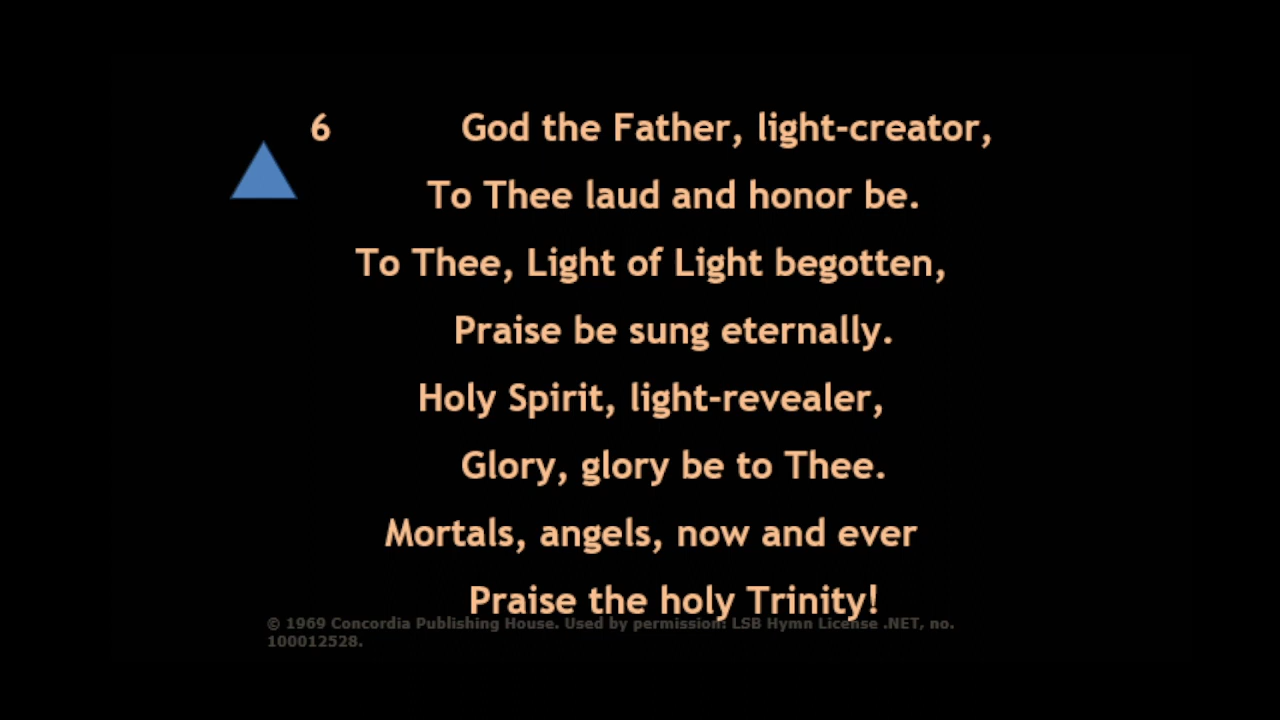 6 God the Father, light-creator,
To Thee laud and honor be.
To Thee, Light of Light begotten,
Praise be sung eternally.
Holy Spirit, light-revealer,
Glory, glory be to Thee.
Mortals, angels, now and ever
Praise the holy Trinity!
© 1969 Concordia Publishing House. Used by permission: LSB Hymn License .NET, no.
100012528.